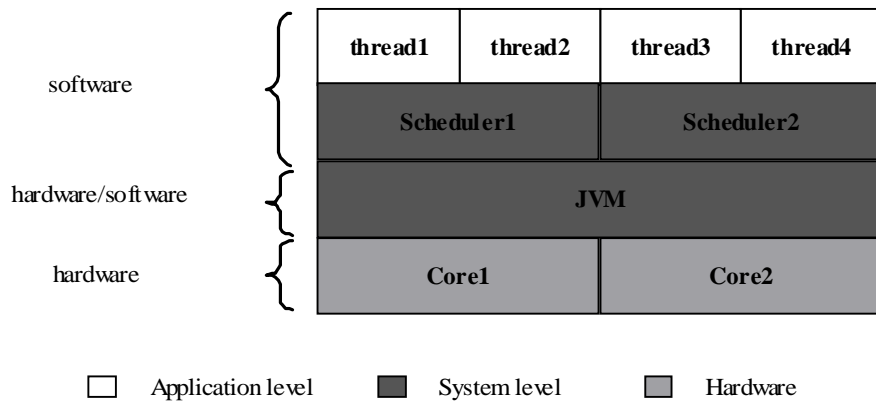 thread1 thread2 thread3 thread4
software
Scheduler1 Scheduler2
hardware/software
JVM
hardware
Core1 Core2
Application level System level Hardware